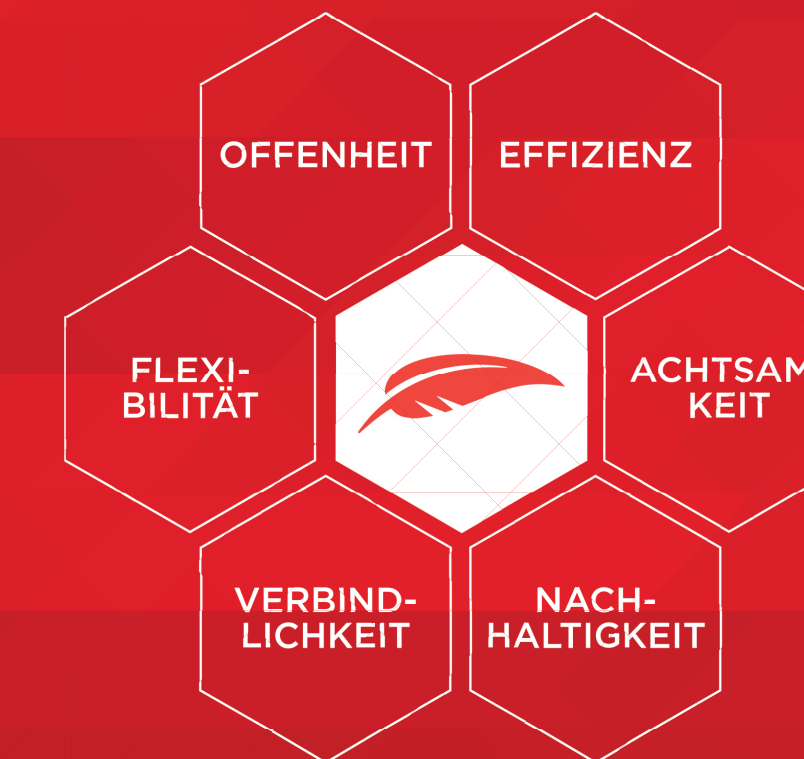 OFFENHEIT
EFFIZIENZ
FLEXI-
BILITÄT
ACHTSAM
KEIT
VERBIND-
LICHKEIT
NACH-
HALTIGKEIT